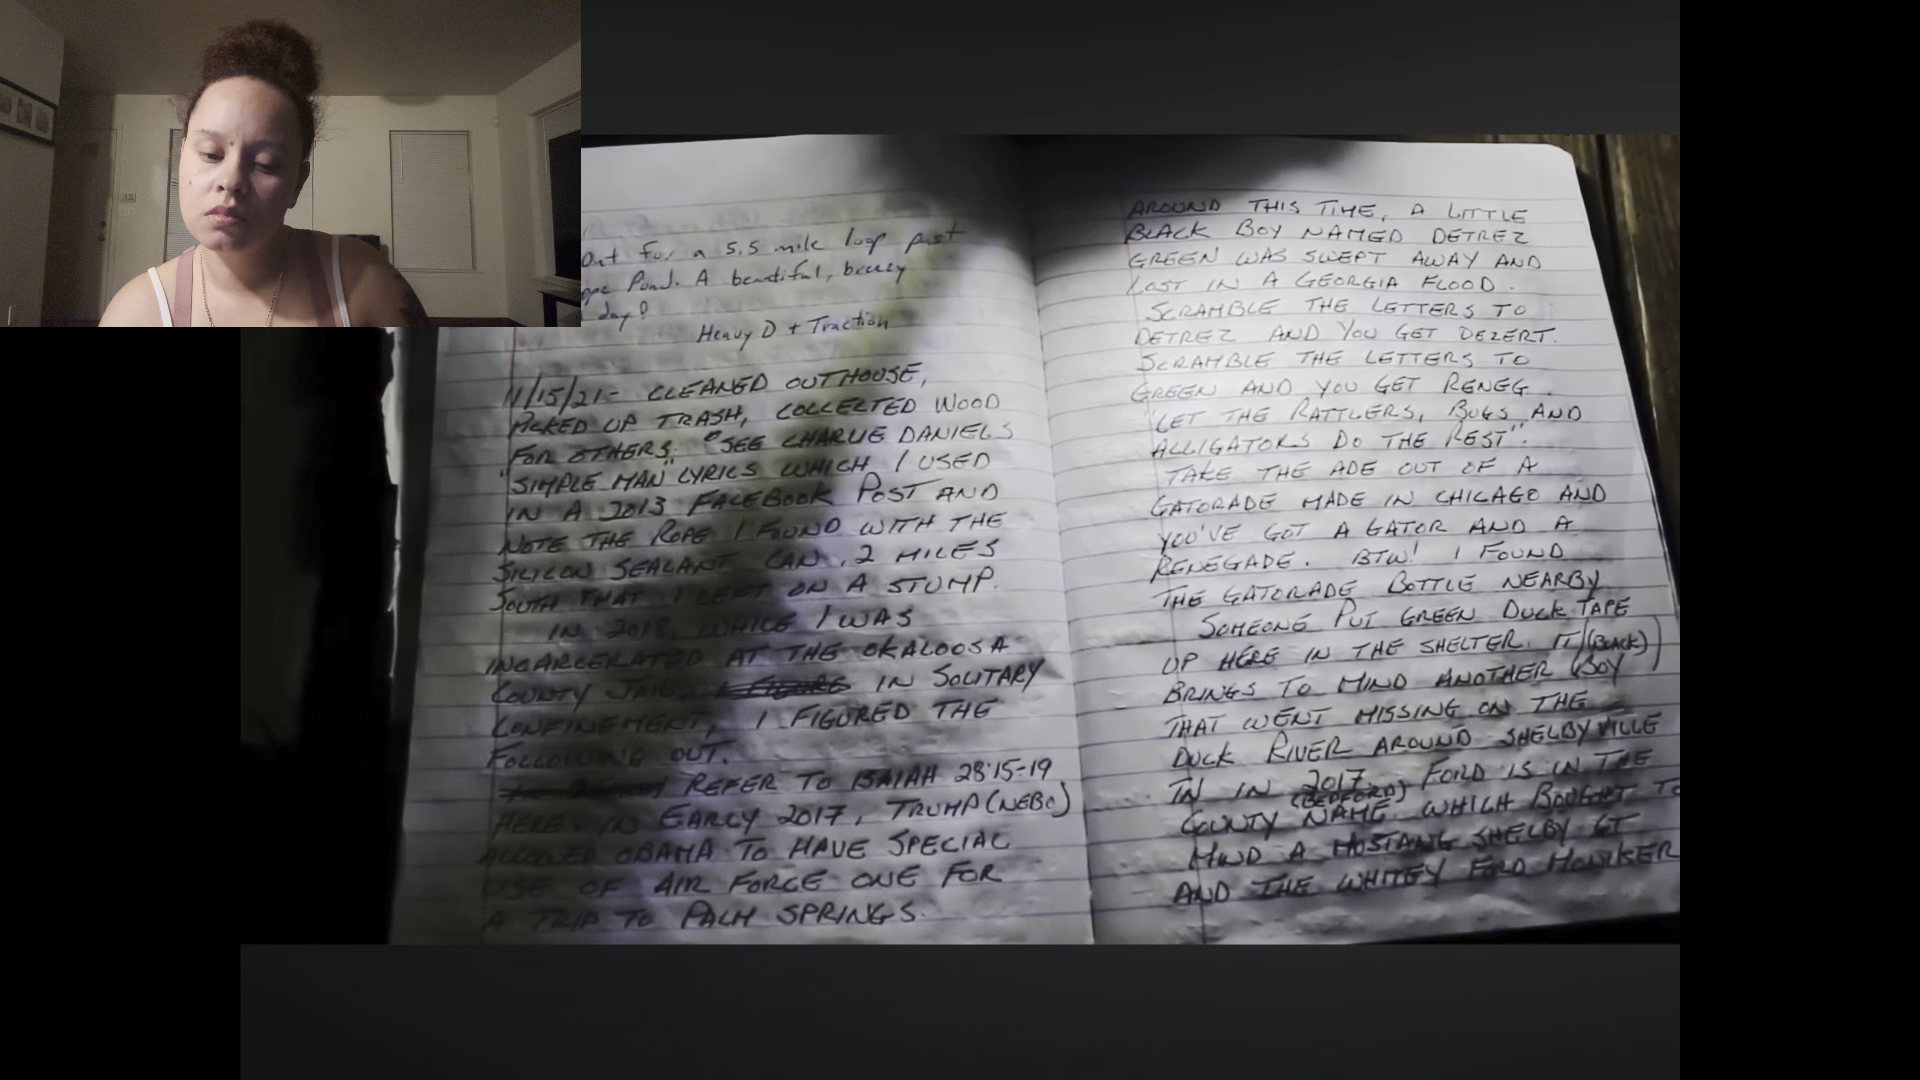 out for a 5.5 mile loop past
Pond. A beautiful, breezy
day!
Heavy D + Traction
11/15/21- CLEANED OUTHOUSE,
PICKED UP TRASH, COLLECTED WOOD
FOR OTHERS. "SEE CHARLIE DANIELS
"SIMPLE MAN" LYRICS WHICH I USED
IN A 2013 FACEBOOK POST AND
NOTE THE ROPE I FOUND WITH THE
SILICON SEALANT CAN, 2 MILES
SOUTH THAT I LEFT ON A STUMP.
IN 2018, WHILE I WAS
INCARCERATED AT THE OKALOOSA
COUNTY JAIL, IN SOLITARY
CONFINEMENT, I FIGURED THE
FOLLOWING OUT.
REFER TO ISAIAH 28:15-19
HERE. IN EARLY 2017, TRUMP (NEBO)
ALLOWED OBAMA TO HAVE SPECIAL
USE OF AIR FORCE ONE FOR
A TRIP TO PALM SPRINGS.
AROUND THIS TIME, A LITTLE
BLACK BOY NAMED DETREZ
GREEN WAS SWEPT AWAY AND
LOST IN A GEORGIA FLOOD.
SCRAMBLE THE LETTERS TO
DETREZ AND YOU GET DEZERT.
SCRAMBLE THE LETTERS TO
GREEN AND YOU GET RENEG.
"LET THE RATTLERS, BUGS AND
ALLIGATORS DO THE REST".
TAKE THE ADE OUT OF A
GATORADE MADE IN CHICAGO AND
YOU'VE GOT A GATOR AND A
RENEGADE. BTW! I FOUND
THE GATORADE BOTTLE NEARBY
SOMEONE PUT GREEN DUCK TAPE
UP HERE IN THE SHELTER. IT (BLACK)
BRINGS TO MIND ANOTHER BOY
THAT WENT MISSING ON THE
DUCK RIVER AROUND SHELBYVILLE
TN IN 2017. FORD IS IN THE
(BEDFORD)
COUNTY NAME WHICH BOUGHT TO
MIND A MUSTANG SHELBY GT
AND THE WHITEY FORD HOWKER